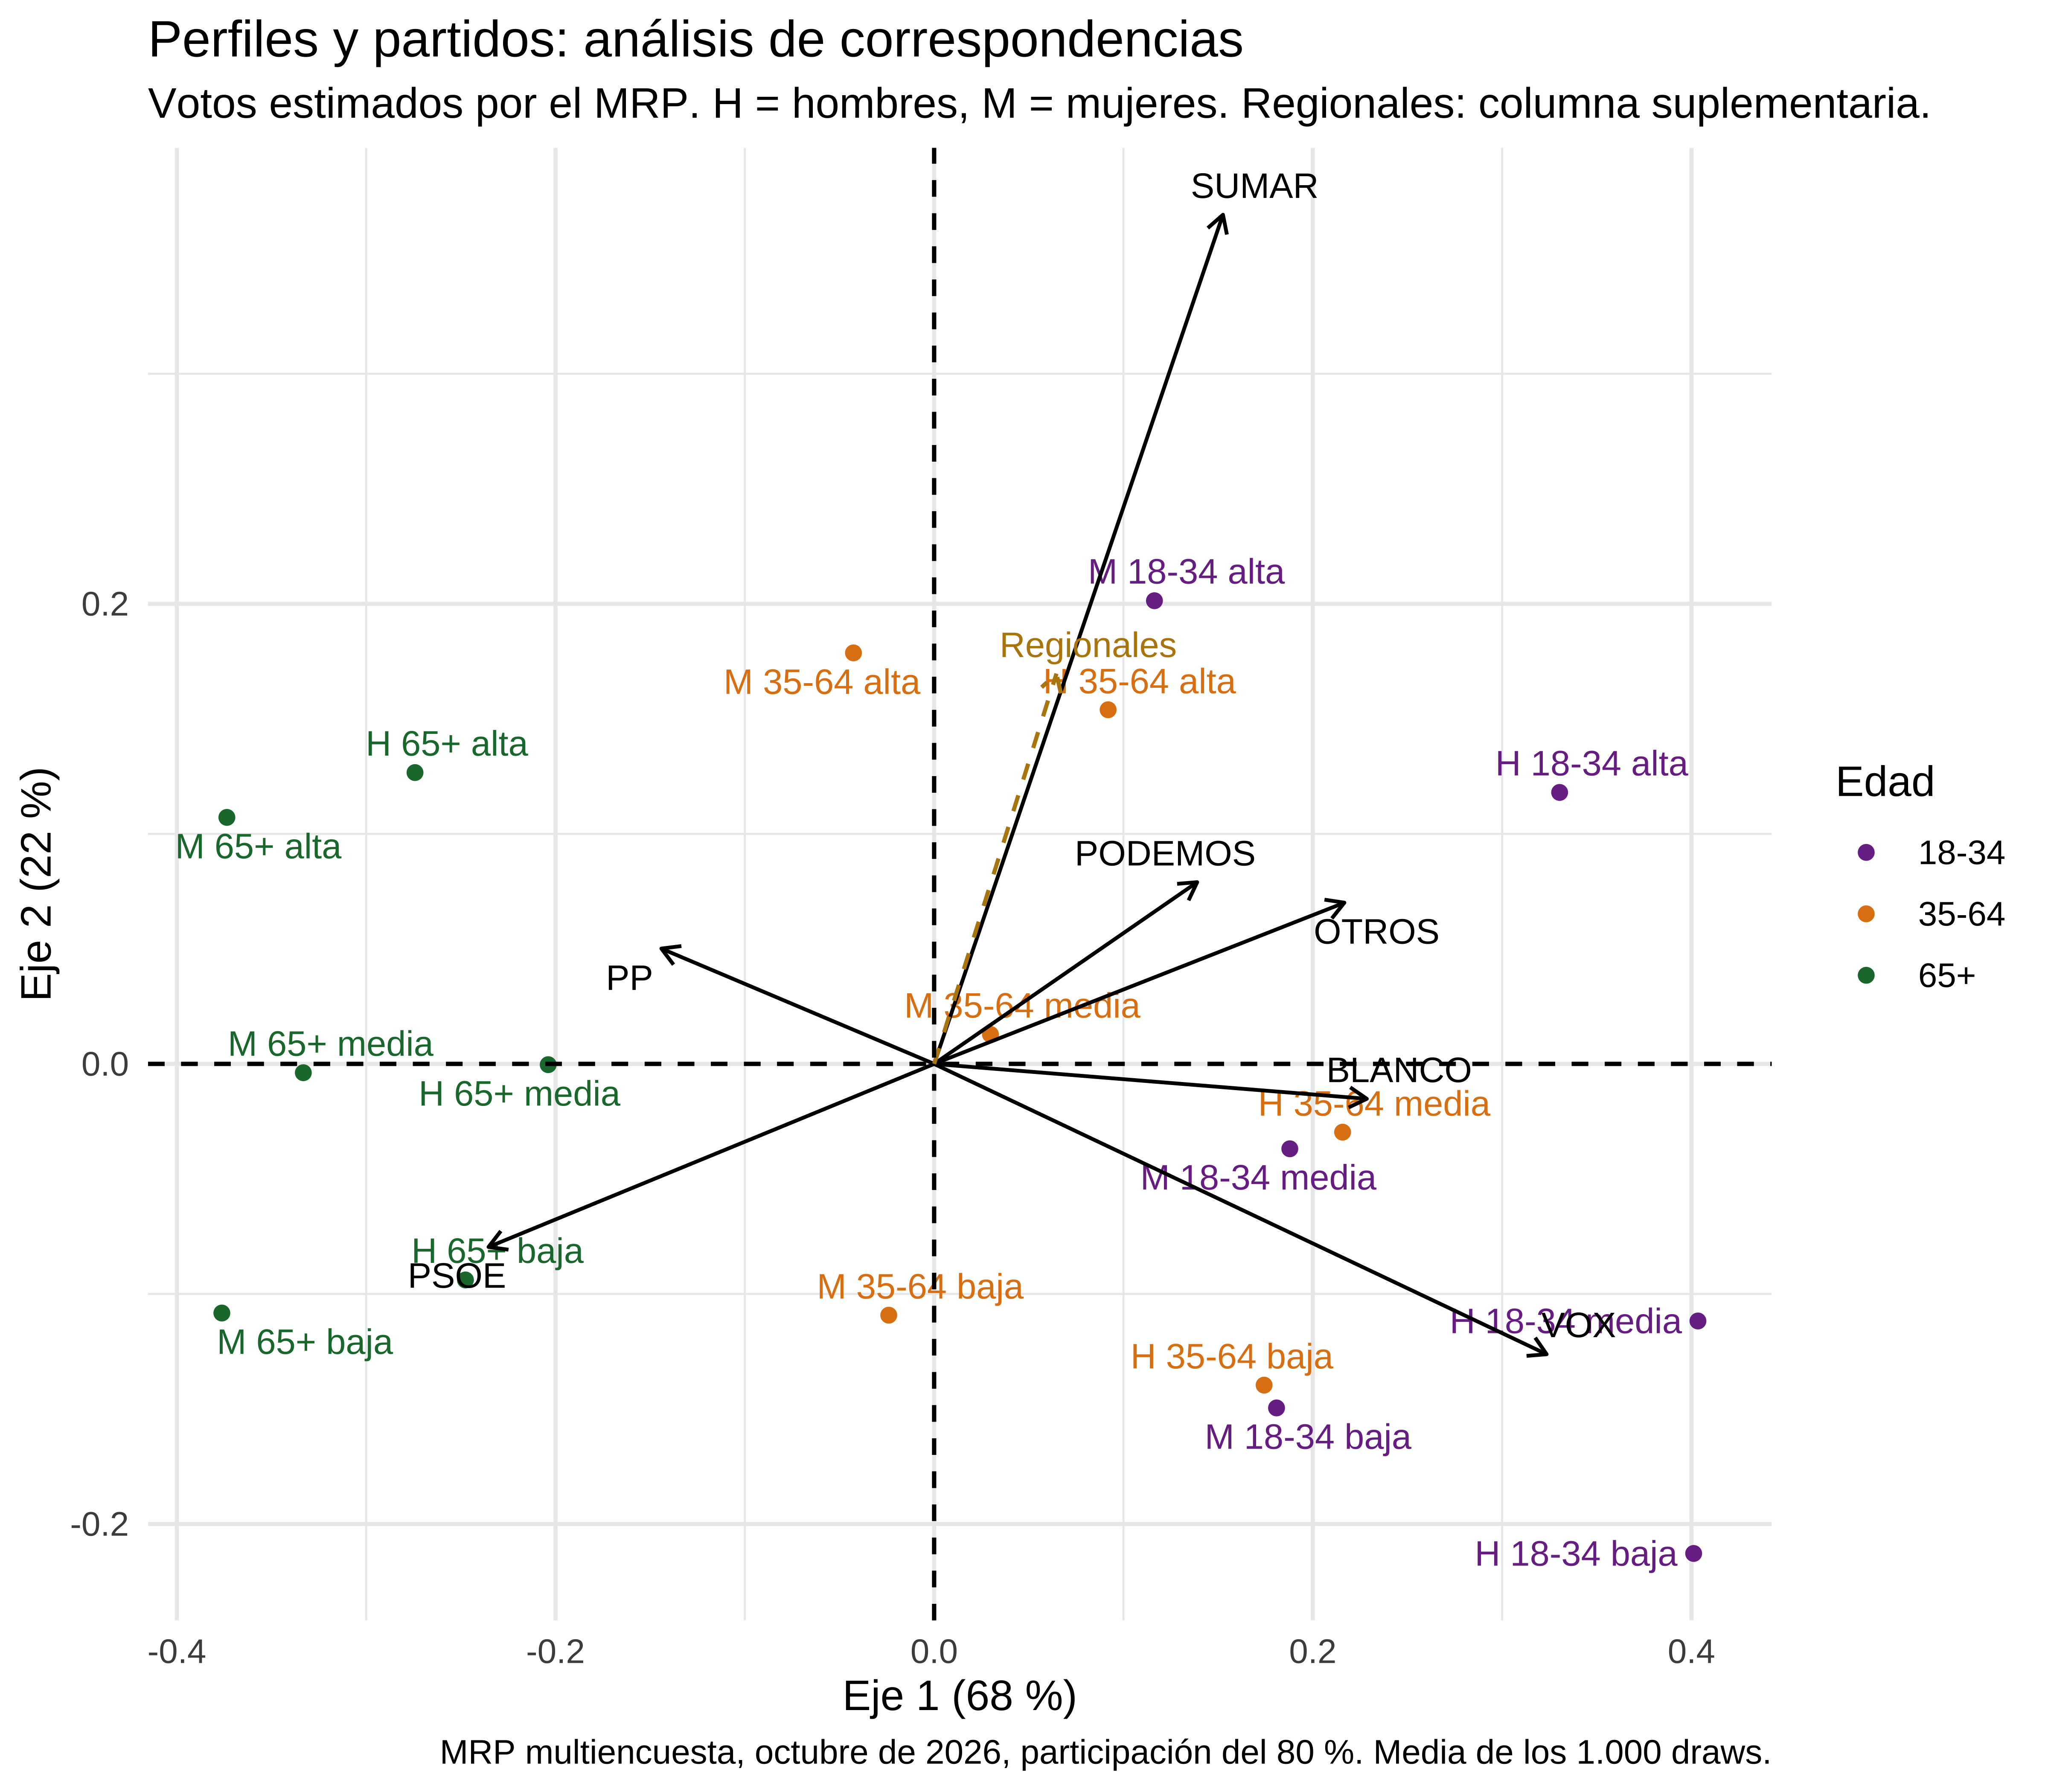 Perfiles y partidos: análisis de correspondencias
Votos estimados por el MRP. H = hombres, M = mujeres. Regionales: columna suplementaria.
SUMAR
M 18-34 alta
0.2
Regionales
M 35-64 alta
H 35-64 alta
H 65+ alta
H 18-34 alta
Edad
M 65+ alta
PODEMOS
18-34
OTROS
35-64
PP
65+
Eje 2 (22 %)
M 35-64 media
M 65+ media
0.0
BLANCO
H 65+ media
H 35-64 media
M 18-34 media
H 65+ baja
PSOE
M 35-64 baja
H 18-34 media
VOX
M 65+ baja
H 35-64 baja
M 18-34 baja
-0.2
H 18-34 baja
-0.4
-0.2
0.0
0.2
0.4
Eje 1 (68 %)
MRP multiencuesta, octubre de 2026, participación del 80 %. Media de los 1.000 draws.